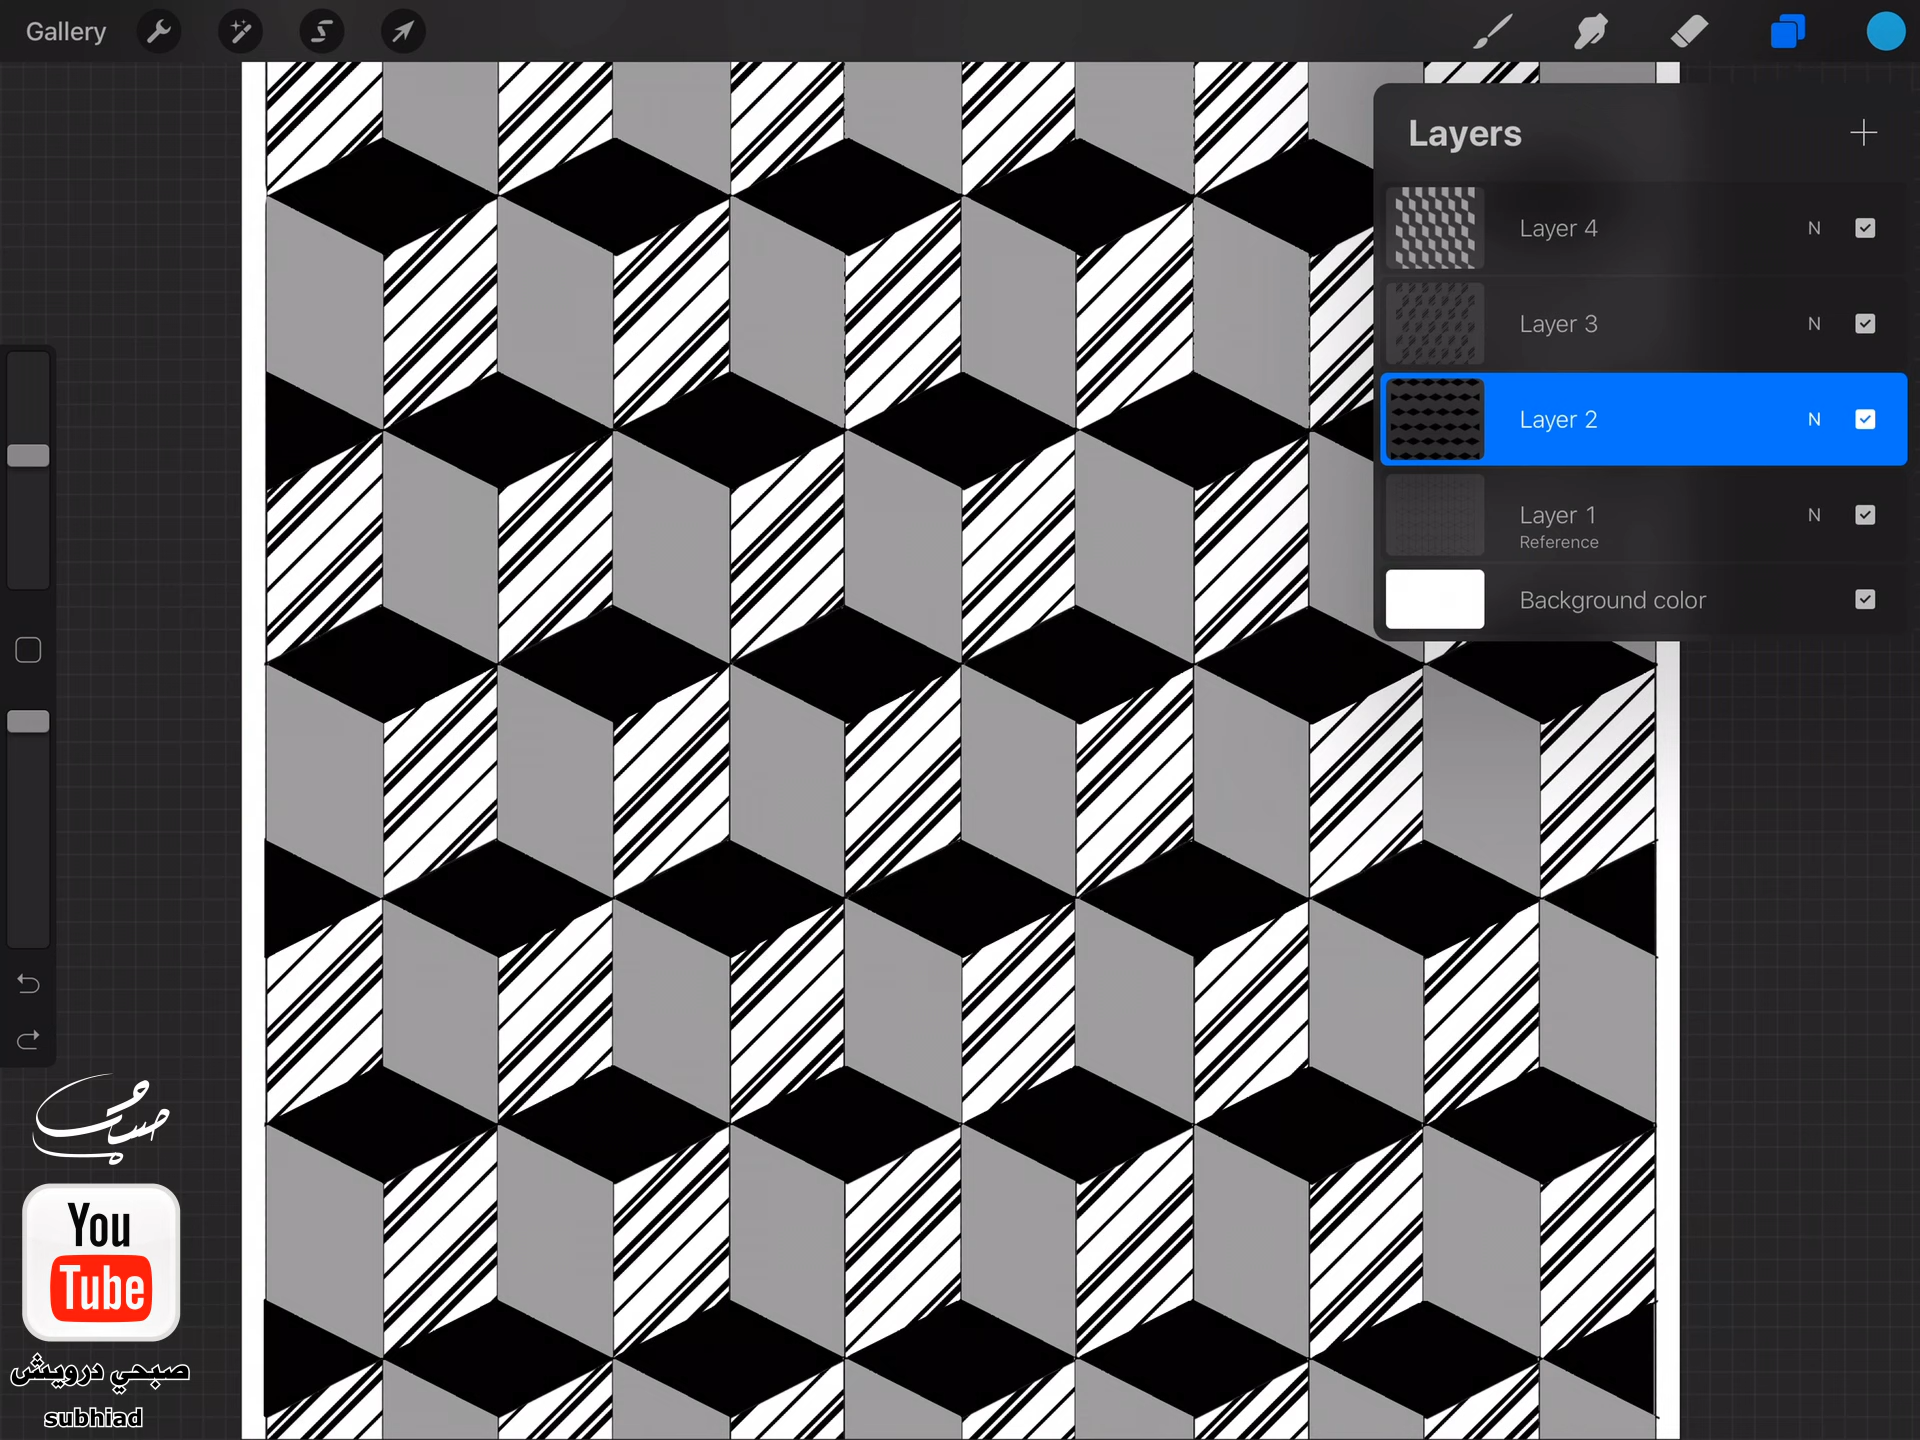 Gallery
Layers
Layer 4
N
Layer 3
N
Layer 2
N
Layer 1
N
Reference
Background color
You
Tube
صبحي درويش
subhiad